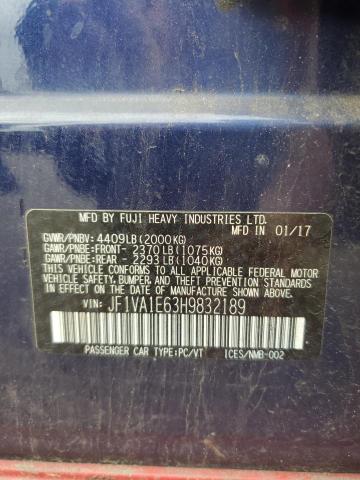 MFD BY FUJI HEAVY INDUSTRIES LTD.
MFD IN 01/17
GVWR/PNBV: 4409LB(2000KG)
GAWR/PNBE:FRONT- 2370LB(1075KG)
GAWR/PNBE:REAR - 2293LB(1040KG)
THIS VEHICLE CONFORMS TO ALL APPLICABLE FEDERAL MOTOR
VEHICLE SAFETY, BUMPER, AND THEFT PREVENTION STANDARDS
IN EFFECT ON THE DATE OF MANUFACTURE SHOWN ABOVE.
VIN: JF1VA1E63H9832189
PASSENGER CAR TYPE:PC/VT ICES/NMB-002